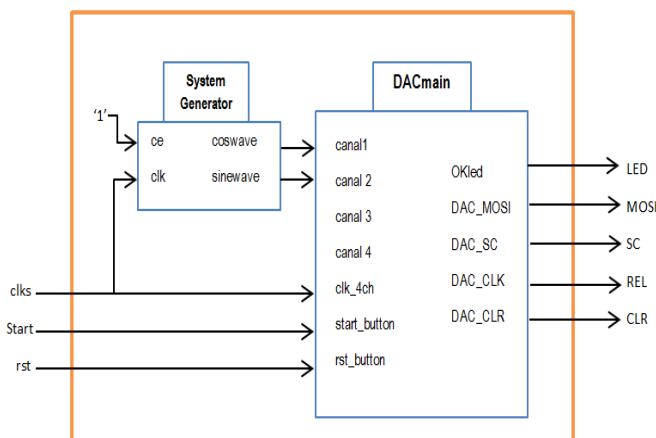 System
Generator
DACmain
'1'
ce
coswave
clk
sinewave
canal1
canal 2
canal 3
canal 4
clk_4ch
start_button
rst_button
OKled
DAC_MOSI
DAC_SC
DAC_CLK
DAC_CLR
clks
Start
rst
LED
MOSI
SC
REL
CLR